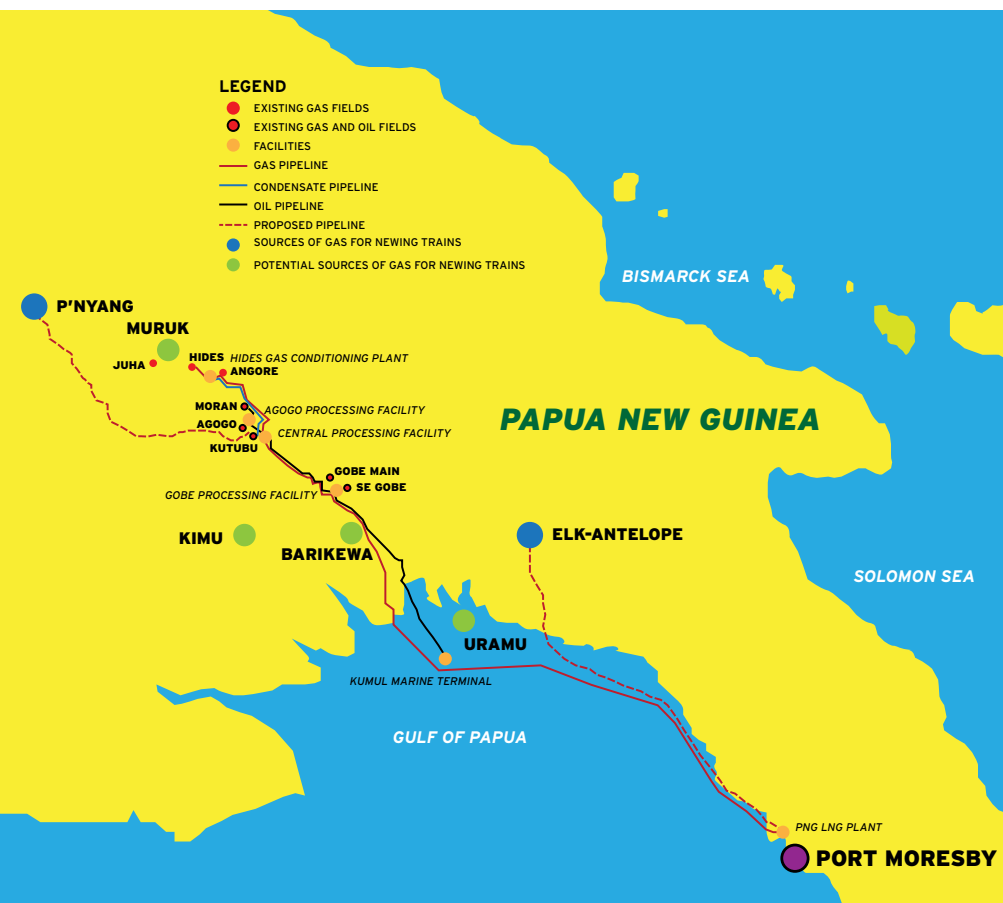 LEGEND
EXISTING GAS FIELDS
EXISTING GAS AND OIL FIELDS
FACILITIES
GAS PIPELINE
CONDENSATE PIPELINE
OIL PIPELINE
PROPOSED PIPELINE
SOURCES OF GAS FOR NEWING TRAINS
POTENTIAL SOURCES OF GAS FOR NEWING TRAINS
BISMARCK SEA
P'NYANG
MURUK
HIDES
HIDES GAS CONDITIONING PLANT
JUHA
ANGORE
MORAN
AGOGO PROCESSING FACILITY
PAPUA NEW GUINEA
AGOGO
CENTRAL PROCESSING FACILITY
KUTUBU
GOBE MAIN
SE GOBE
GOBE PROCESSING FACILITY
KIMU
BARIKEWA
ELK-ANTELOPE
SOLOMON SEA
URAMU
KUMUL MARINE TERMINAL
GULF OF PAPUA
PNG LNG PLANT
PORT MORESBY